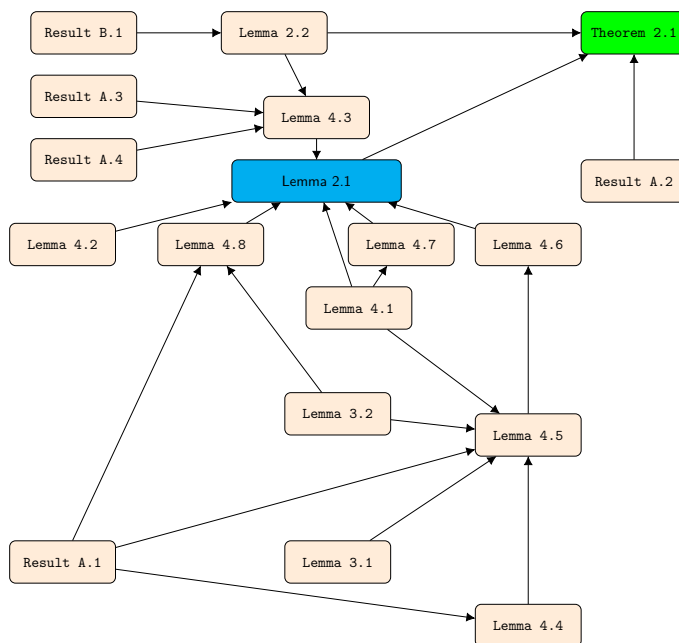 Result B.1
Lemma 2.2
Theorem 2.1
Result A.3
Lemma 4.3
Result A.4
Lemma 2.1
Result A.2
Lemma 4.2
Lemma 4.8
Lemma 4.7
Lemma 4.6
Lemma 4.1
Lemma 3.2
Lemma 4.5
Result A.1
Lemma 3.1
Lemma 4.4